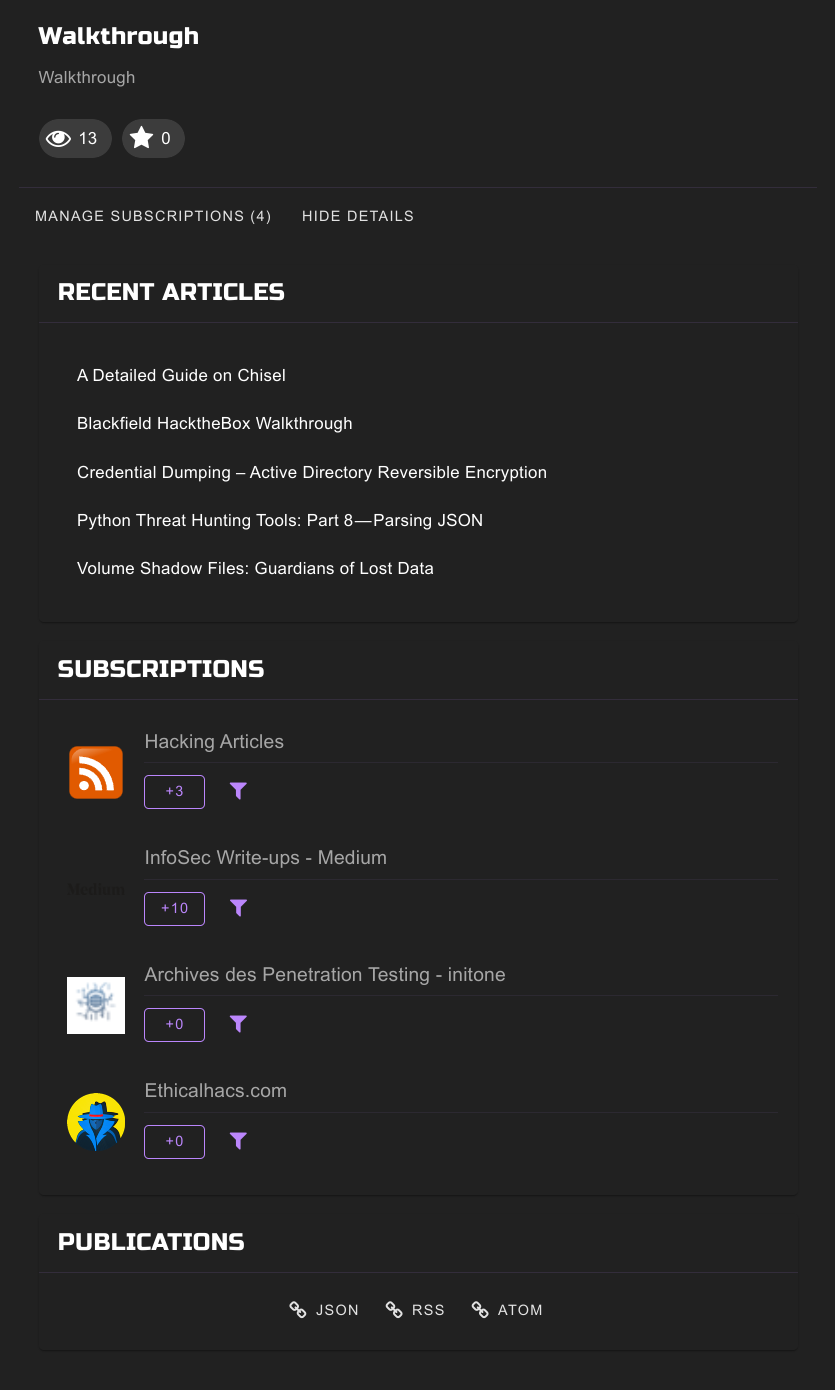 Walkthrough
Walkthrough
13 0
MANAGE SUBSCRIPTIONS (4) HIDE DETAILS
RECENT ARTICLES
A Detailed Guide on Chisel
Blackfield HacktheBox Walkthrough
Credential Dumping – Active Directory Reversible Encryption
Python Threat Hunting Tools: Part 8 — Parsing JSON
Volume Shadow Files: Guardians of Lost Data
SUBSCRIPTIONS
Hacking Articles
+3
InfoSec Write-ups - Medium
Medium
+10
Archives des Penetration Testing - initone
+0
Ethicalhacs.com
+0
PUBLICATIONS
JSON RSS ATOM